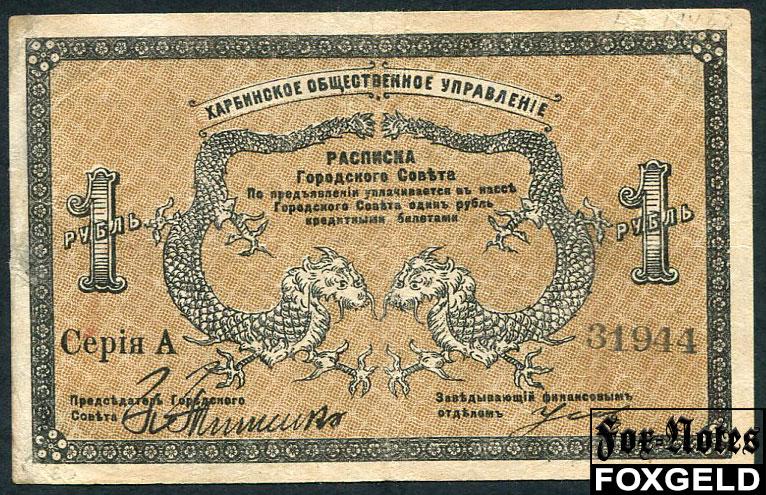 ХАРБИНСКОЕ ОБЩЕСТВЕННОЕ УПРАВЛЕНІЕ
РАСПИСКА
Городского Совѣта
По предъявленіи уплачивается въ кассѣ
Городского Совѣта одинъ рубль
кредитными билетами
1 РУБЛЬ
1 РУБЛЬ
Серія А
31944
Предсѣдатель Городского
Совѣта
Завѣдывающій финансовымъ
отдѣломъ
Fox-Notes
FOXGELD